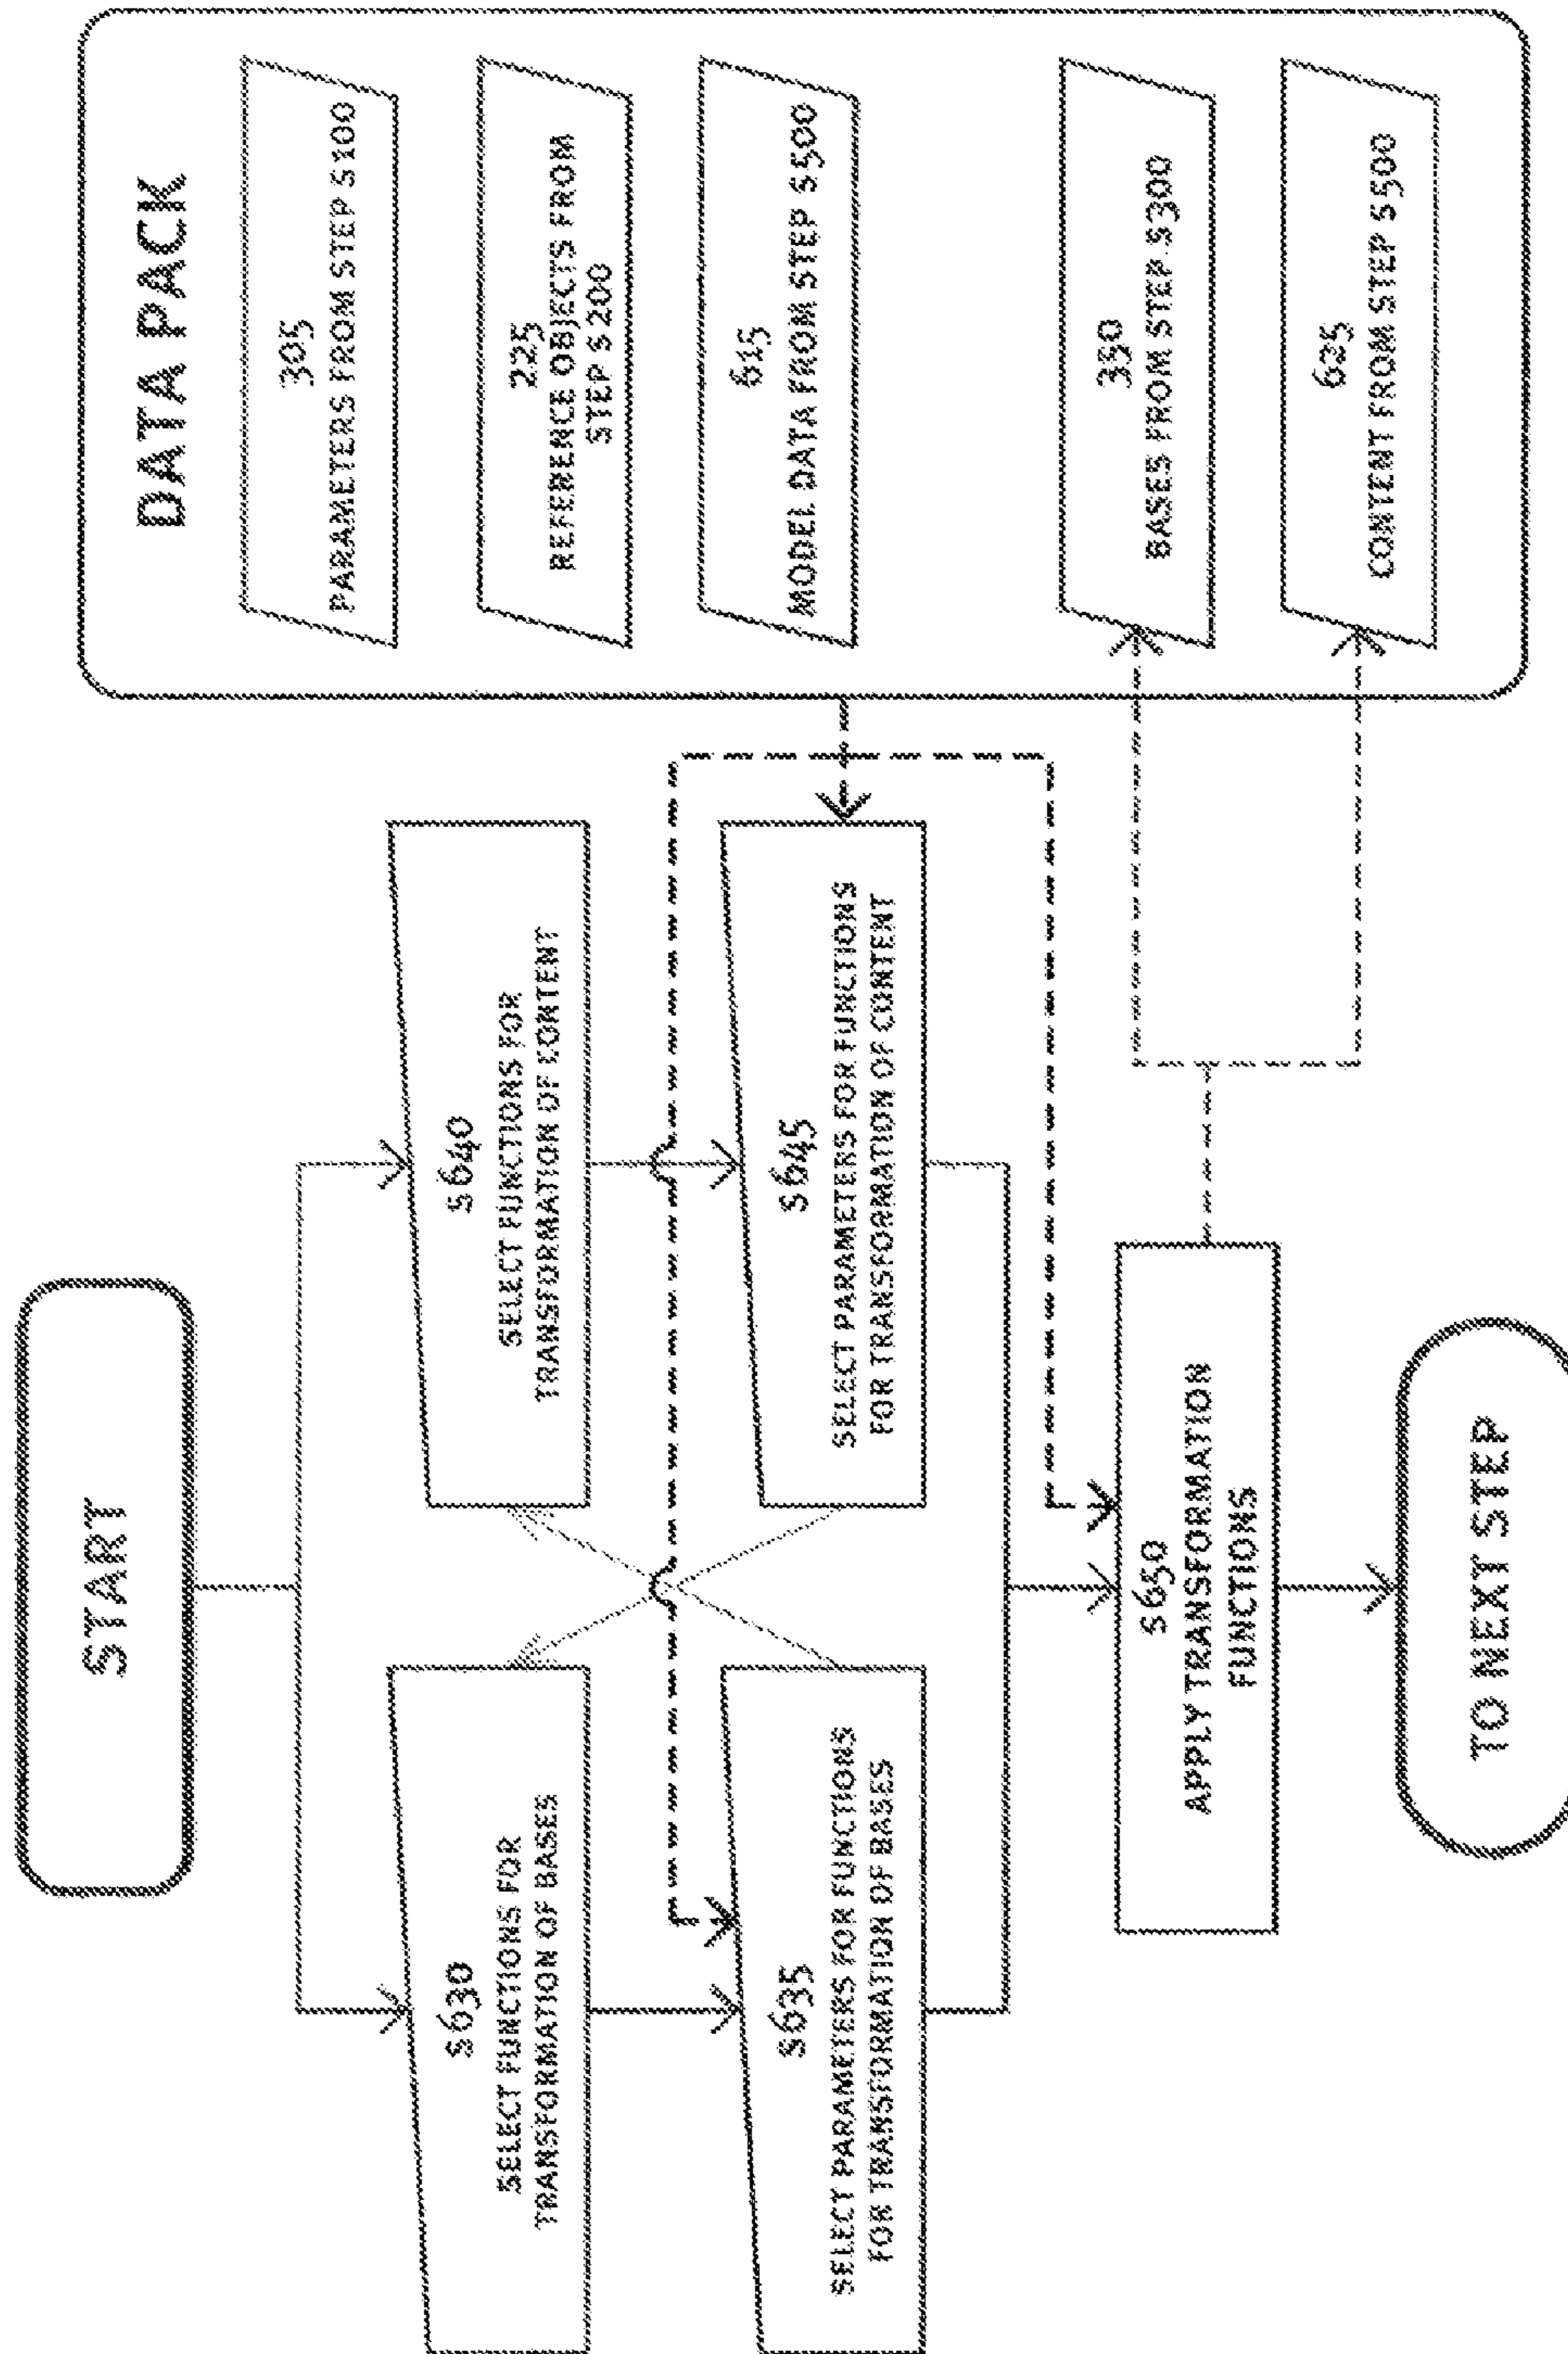 START
S630
SELECT FUNCTIONS FOR
TRANSFORMATION OF BASES
S640
SELECT FUNCTIONS FOR
TRANSFORMATION OF CONTENT
S635
SELECT PARAMETERS FOR FUNCTIONS
FOR TRANSFORMATION OF BASES
S645
SELECT PARAMETERS FOR FUNCTIONS
FOR TRANSFORMATION OF CONTENT
S650
APPLY TRANSFORMATION
FUNCTIONS
TO NEXT STEP
DATA PACK
305
PARAMETERS FROM STEP S100
225
REFERENCE OBJECTS FROM
STEP S 200
615
MODEL DATA FROM STEP S500
350
BASES FROM STEP S300
625
CONTENT FROM STEP S500